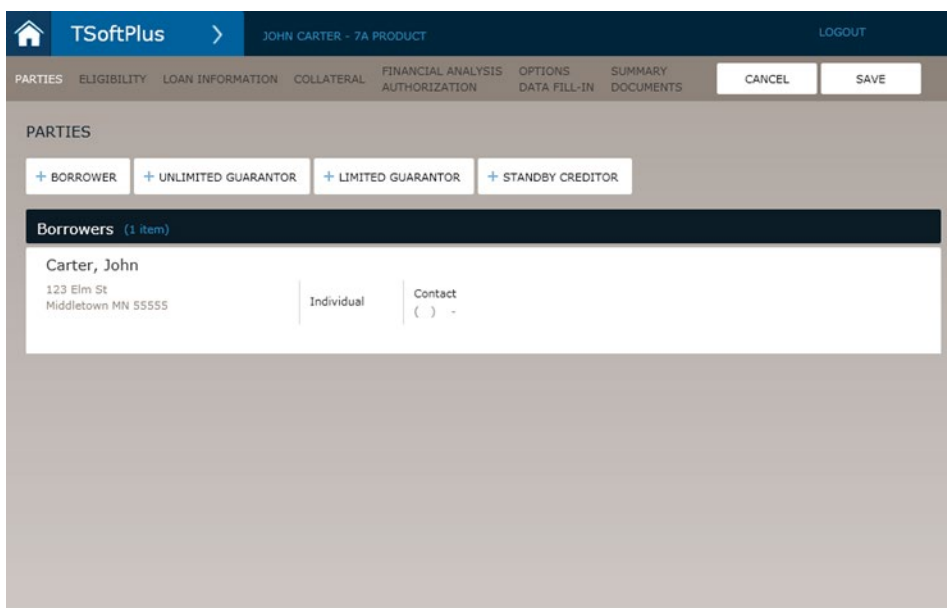 TSoftPlus
JOHN CARTER - 7A PRODUCT
LOGOUT
PARTIES
ELIGIBILITY
LOAN INFORMATION
COLLATERAL
FINANCIAL ANALYSIS
AUTHORIZATION
OPTIONS
DATA FILL-IN
SUMMARY
DOCUMENTS
CANCEL
SAVE
PARTIES
+ BORROWER
+ UNLIMITED GUARANTOR
+ LIMITED GUARANTOR
+ STANDBY CREDITOR
Borrowers (1 item)
Carter, John
123 Elm St
Middletown MN 55555
Individual
Contact
( ) -